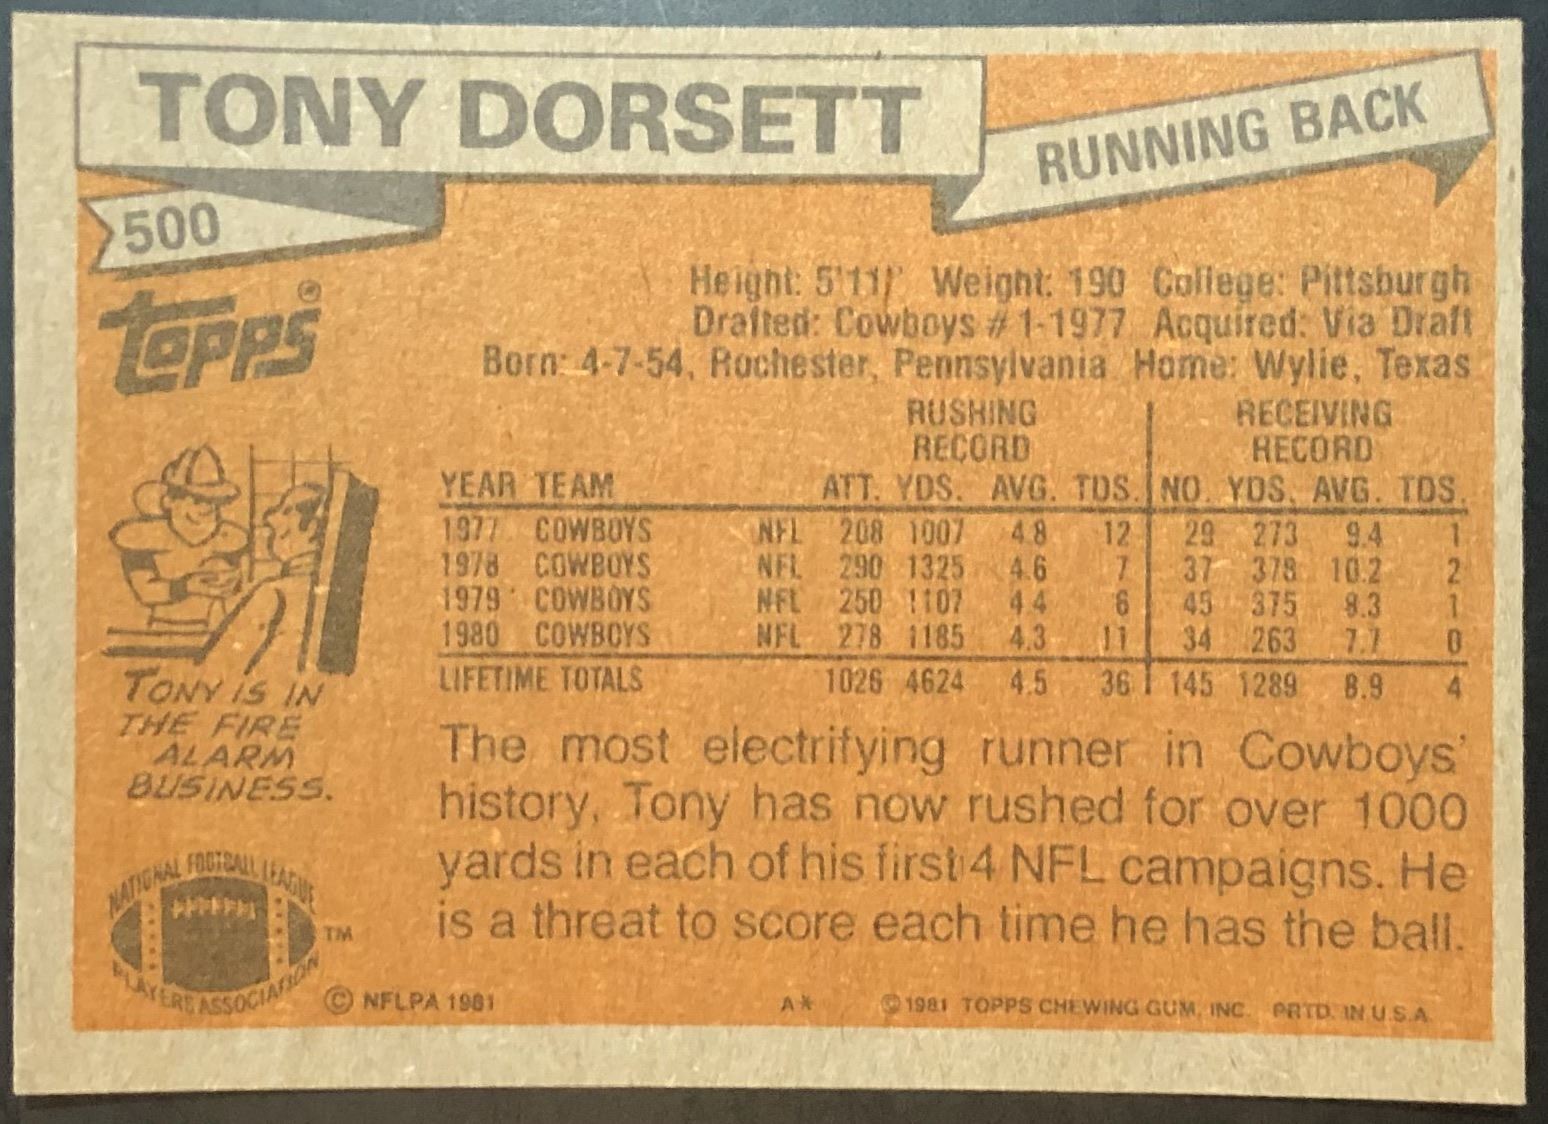 TONY DORSETT
RUNNING BACK
500
topps®
Height: 5'11" Weight: 190 College: Pittsburgh
Drafted: Cowboys #1-1977 Acquired: Via Draft
Born: 4-7-54, Rochester, Pennsylvania Home: Wylie, Texas
RUSHING RECORD RECEIVING RECORD
YEAR TEAM ATT. YDS. AVG. TDS. NO. YDS. AVG. TDS.
1977 COWBOYS NFL 208 1007 4.8 12 29 273 9.4 1
1978 COWBOYS NFL 290 1325 4.6 7 37 378 10.2 2
1979 COWBOYS NFL 250 1107 4.4 6 45 375 8.3 1
1980 COWBOYS NFL 278 1185 4.3 11 34 263 7.7 0
LIFETIME TOTALS 1026 4624 4.5 36 145 1289 8.9 4
TONY IS IN
THE FIRE
ALARM
BUSINESS.
The most electrifying runner in Cowboys'
history, Tony has now rushed for over 1000
yards in each of his first 4 NFL campaigns. He
is a threat to score each time he has the ball.
NATIONAL FOOTBALL LEAGUE
PLAYERS ASSOCIATION
TM
© NFLPA 1981 A* © 1981 TOPPS CHEWING GUM, INC. PRTD. IN U.S.A.